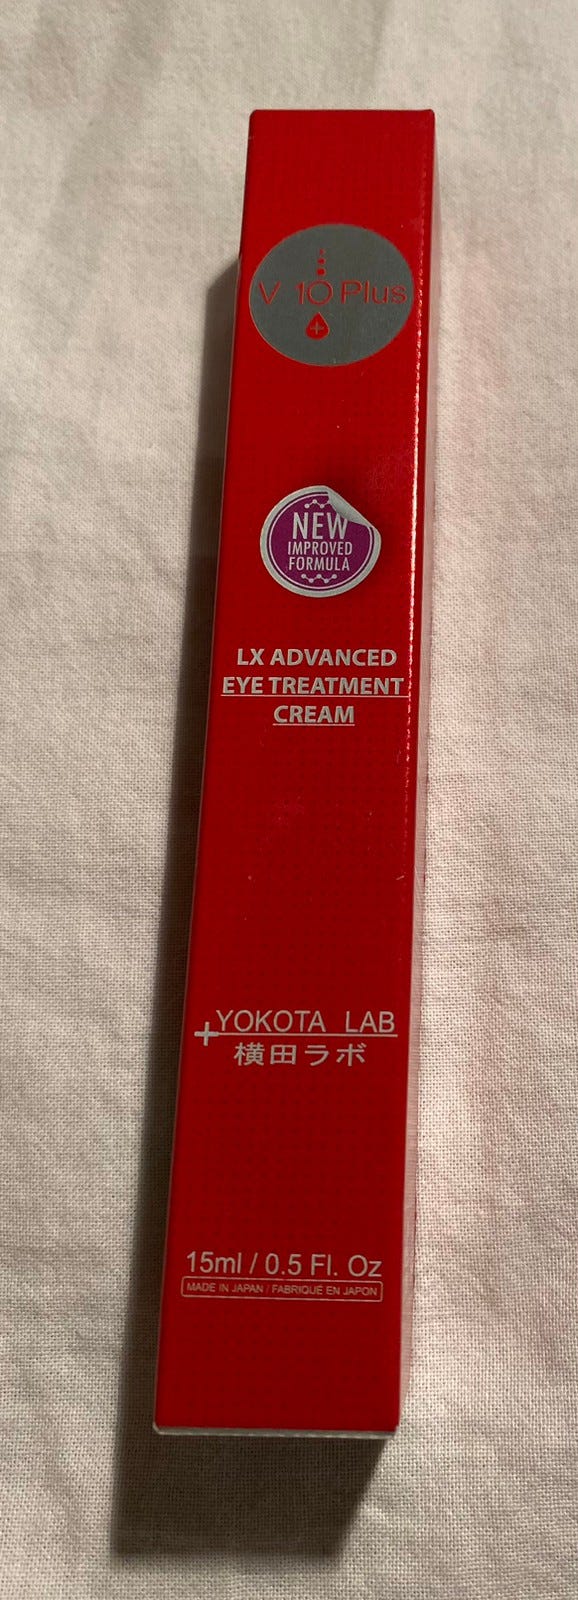 V 10 Plus
NEW
IMPROVED
FORMULA
LX ADVANCED
EYE TREATMENT
CREAM
+YOKOTA LAB
横田ラボ
15ml / 0.5 Fl. Oz
MADE IN JAPAN / FABRIQUÉ EN JAPON